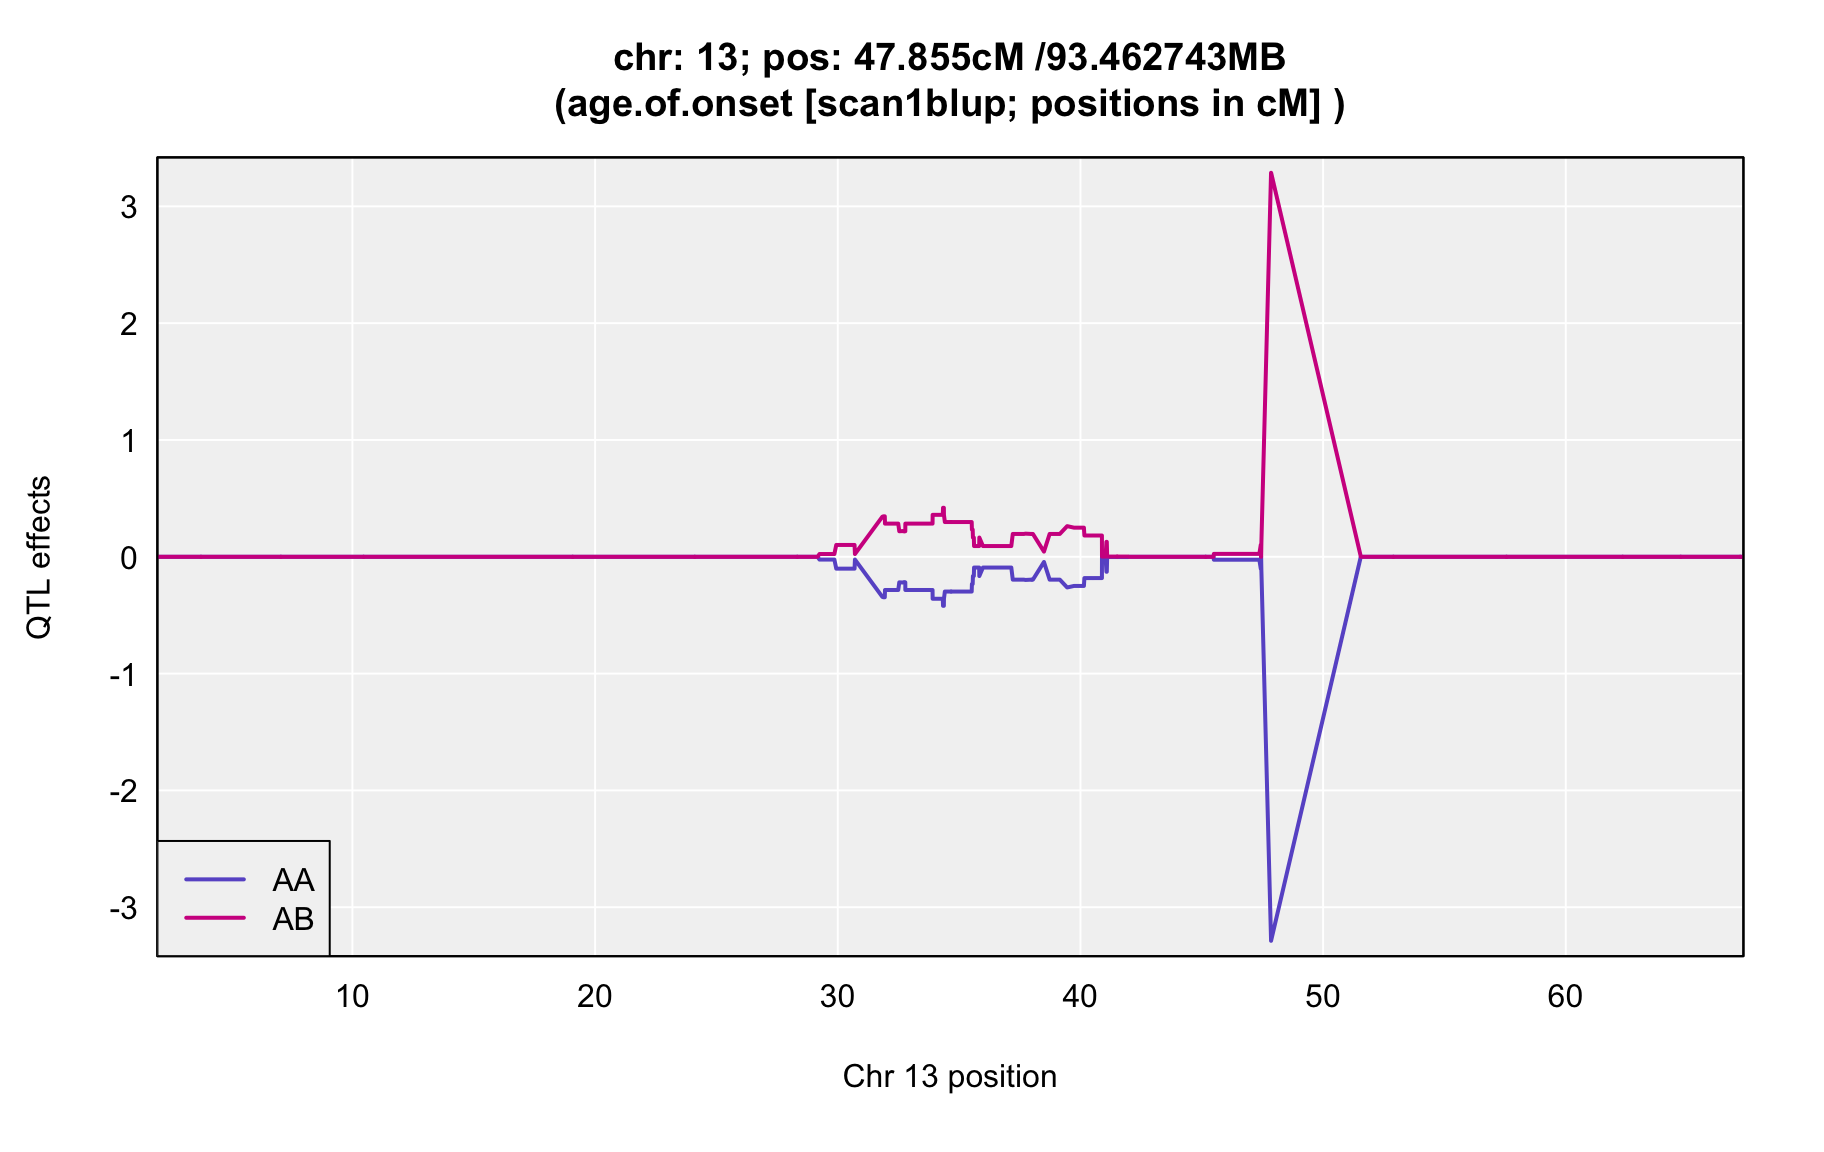 chr: 13; pos: 47.855cM /93.462743MB
(age.of.onset [scan1blup; positions in cM] )
QTL effects
3
2
1
0
-1
-2
-3
AA
AB
10 20 30 40 50 60
Chr 13 position